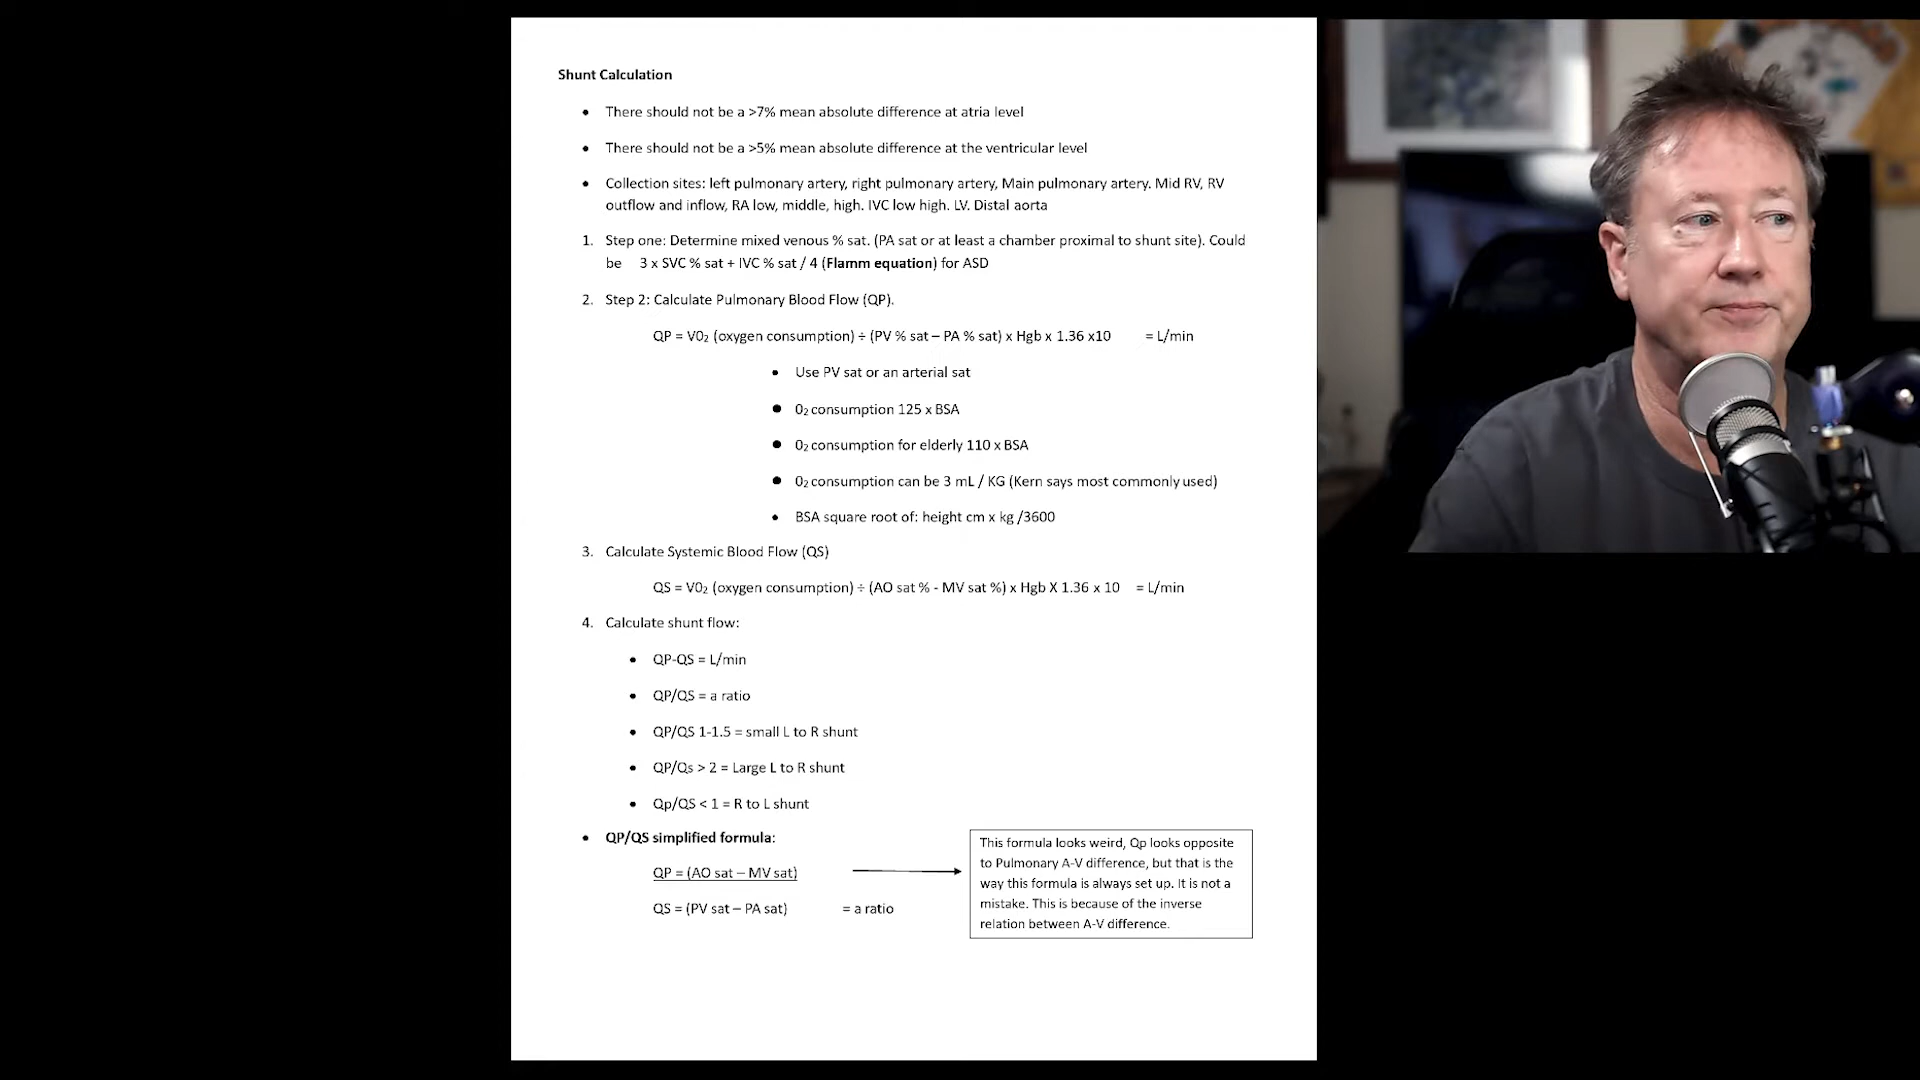 Shunt Calculation
• There should not be a >7% mean absolute difference at atria level
• There should not be a >5% mean absolute difference at the ventricular level
• Collection sites: left pulmonary artery, right pulmonary artery, Main pulmonary artery. Mid RV, RV
outflow and inflow, RA low, middle, high. IVC low high. LV. Distal aorta
1. Step one: Determine mixed venous % sat. (PA sat or at least a chamber proximal to shunt site). Could
be 3 x SVC % sat + IVC % sat / 4 (Flamm equation) for ASD
2. Step 2: Calculate Pulmonary Blood Flow (QP).
QP = V0₂ (oxygen consumption) ÷ (PV % sat – PA % sat) x Hgb x 1.36 x10 = L/min
• Use PV sat or an arterial sat
• 0₂ consumption 125 x BSA
• 0₂ consumption for elderly 110 x BSA
• 0₂ consumption can be 3 mL / KG (Kern says most commonly used)
• BSA square root of: height cm x kg /3600
3. Calculate Systemic Blood Flow (QS)
QS = V0₂ (oxygen consumption) ÷ (AO sat % - MV sat %) x Hgb X 1.36 x 10 = L/min
4. Calculate shunt flow:
• QP-QS = L/min
• QP/QS = a ratio
• QP/QS 1-1.5 = small L to R shunt
• QP/Qs > 2 = Large L to R shunt
• Qp/QS < 1 = R to L shunt
• QP/QS simplified formula:
QP = (AO sat – MV sat)
QS = (PV sat – PA sat) = a ratio
This formula looks weird, Qp looks opposite
to Pulmonary A-V difference, but that is the
way this formula is always set up. It is not a
mistake. This is because of the inverse
relation between A-V difference.